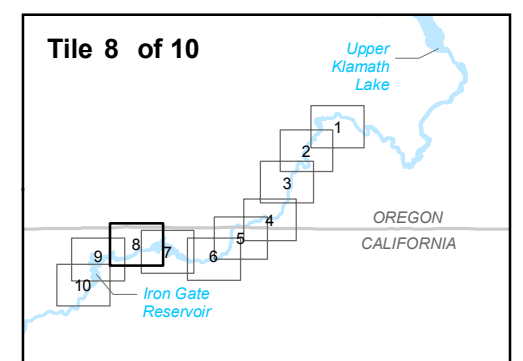 Tile 8 of 10
Upper
Klamath
Lake
1
2
3
4
OREGON
5
CALIFORNIA
8
7
6
9
10
Iron Gate
Reservoir